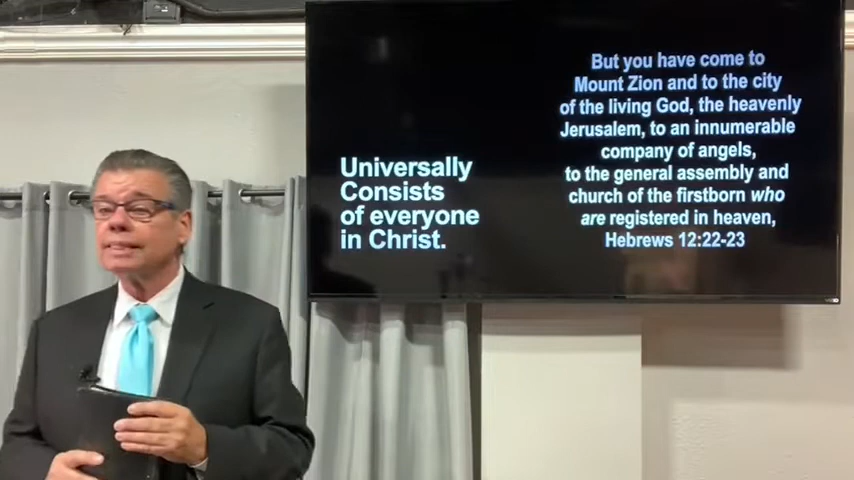 Universally
Consists
of everyone
in Christ.
But you have come to
Mount Zion and to the city
of the living God, the heavenly
Jerusalem, to an innumerable
company of angels,
to the general assembly and
church of the firstborn who
are registered in heaven,
Hebrews 12:22-23